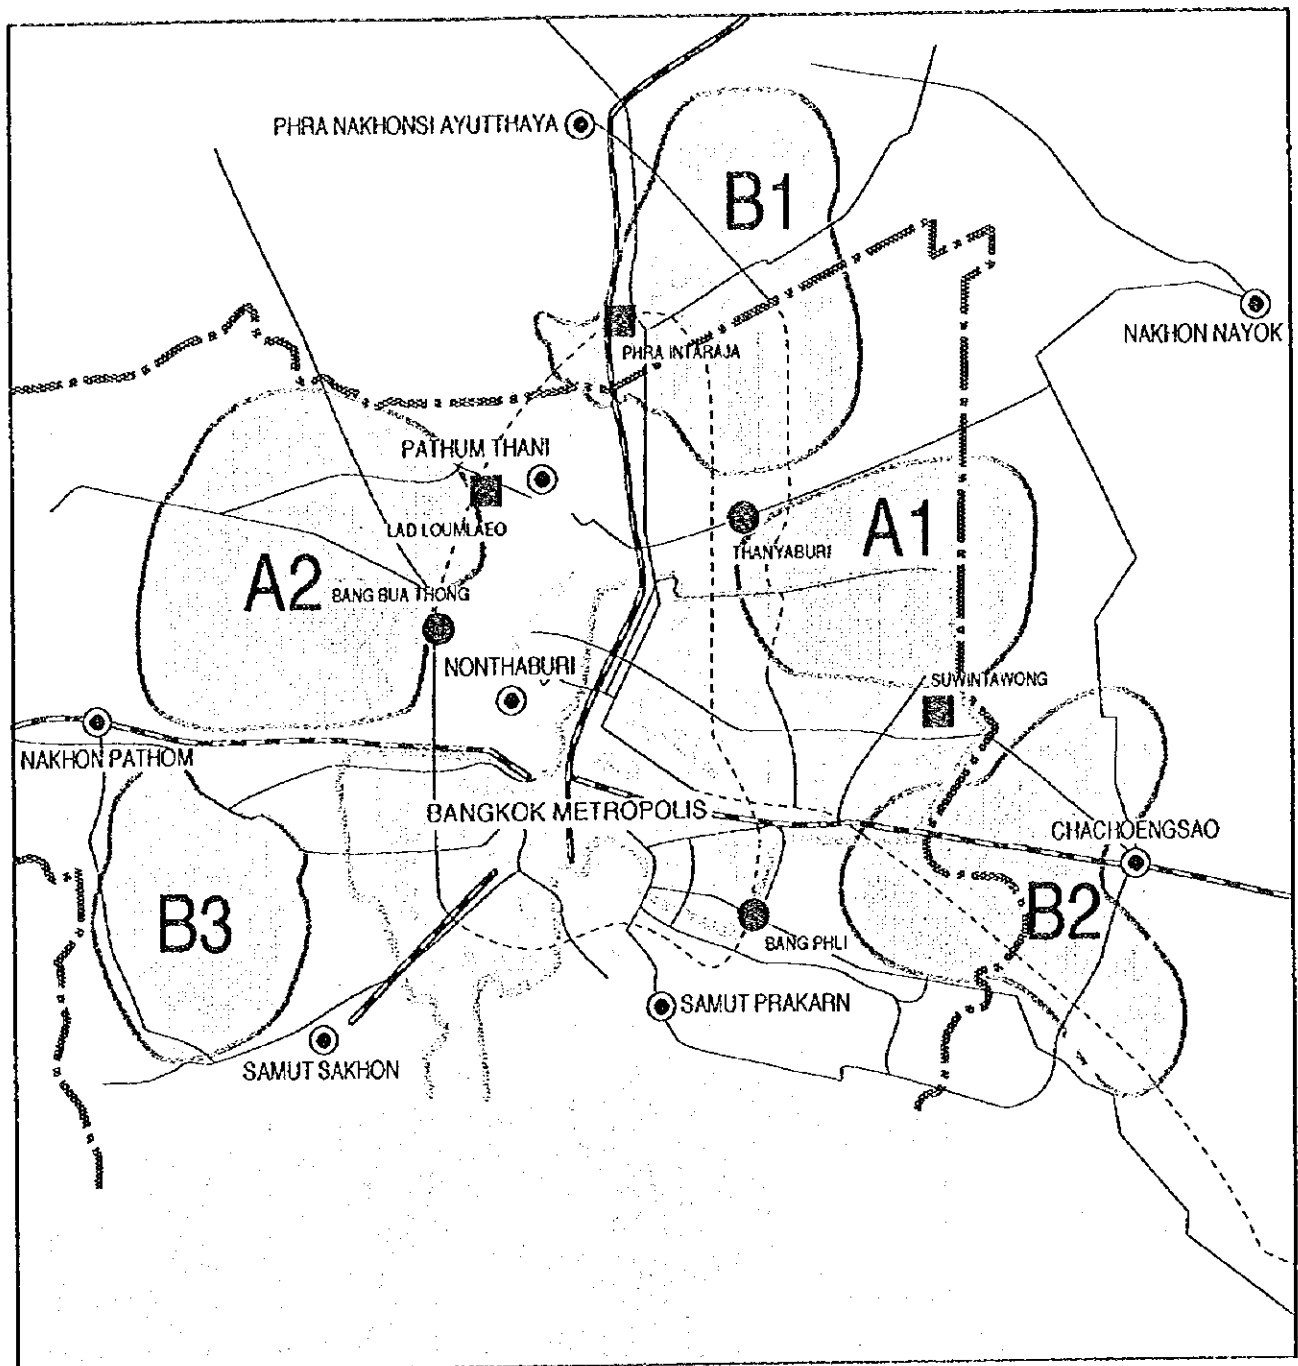 PHRA NAKHONSI AYUTTHAYA
B1
NAKHON NAYOK
PHRA INTARAJA
PATHUM THANI
A1
LAD LOUMLAEO
THANYABURI
A2
BANG BUA THONG
NONTHABURI
SUWINTAWONG
NAKHON PATHOM
BANGKOK METROPOLIS
CHACHOENGSAO
B3
B2
BANG PHLI
SAMUT PRAKARN
SAMUT SAKHON